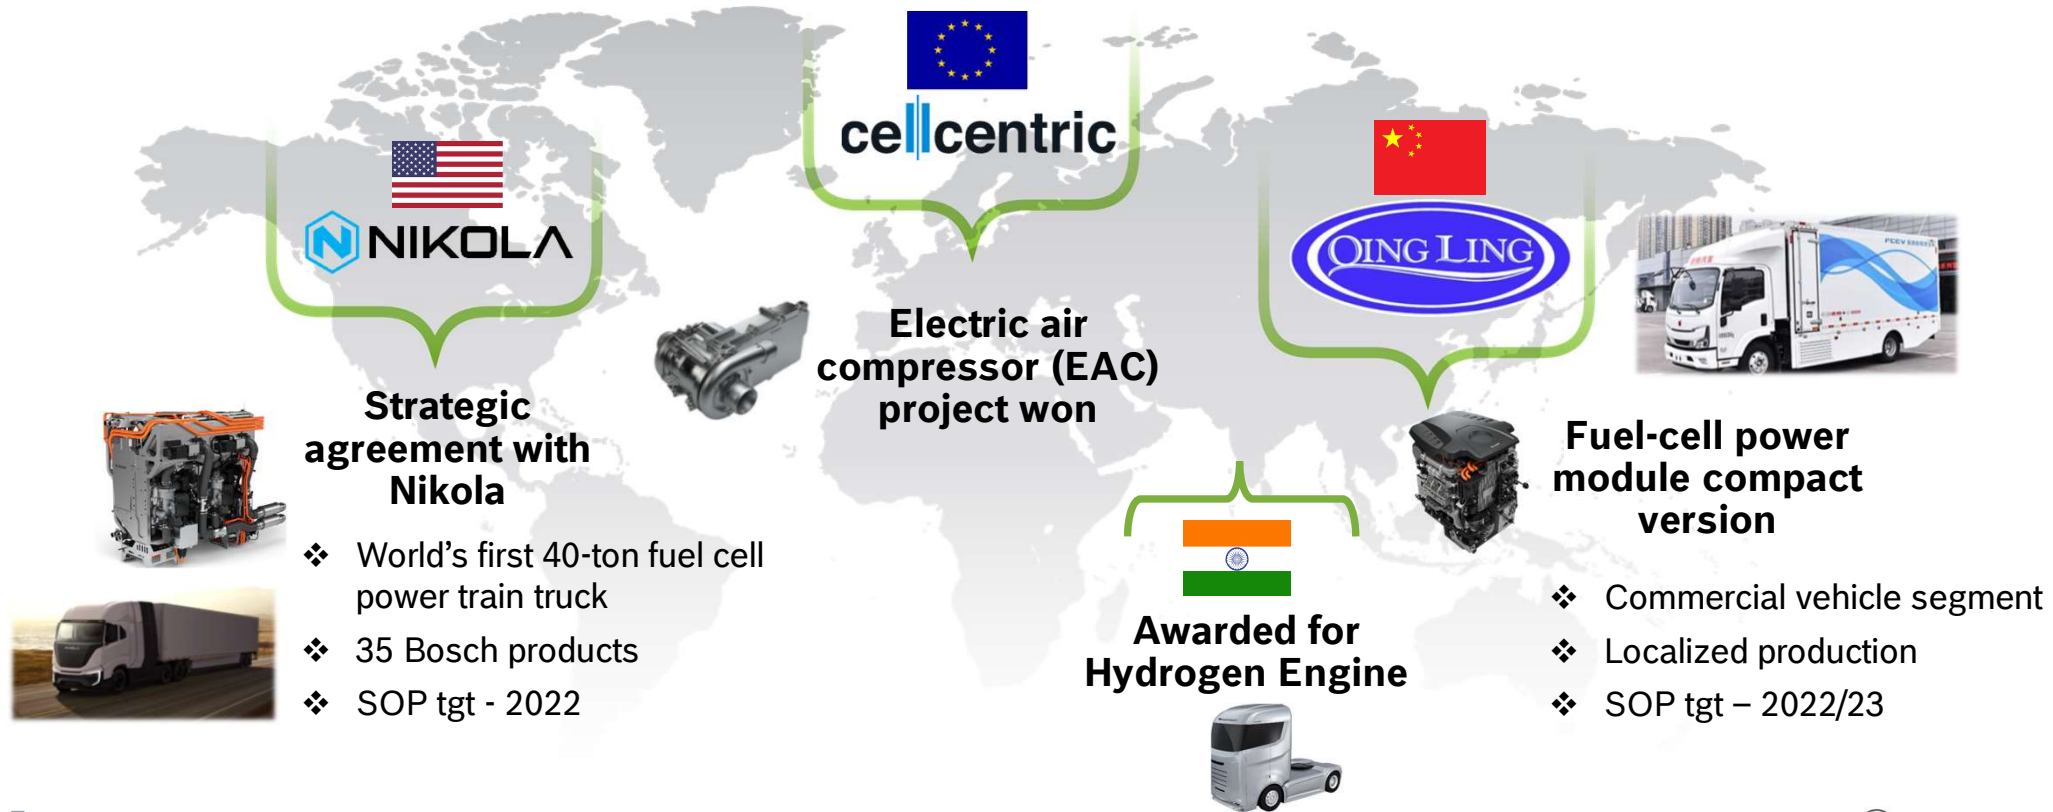 NIKOLA
Strategic
agreement with
Nikola
❖ World's first 40-ton fuel cell
power train truck
❖ 35 Bosch products
❖ SOP tgt - 2022
cellcentric
Electric air
compressor (EAC)
project won
Awarded for
Hydrogen Engine
QING LING
Fuel-cell power
module compact
version
❖ Commercial vehicle segment
❖ Localized production
❖ SOP tgt – 2022/23